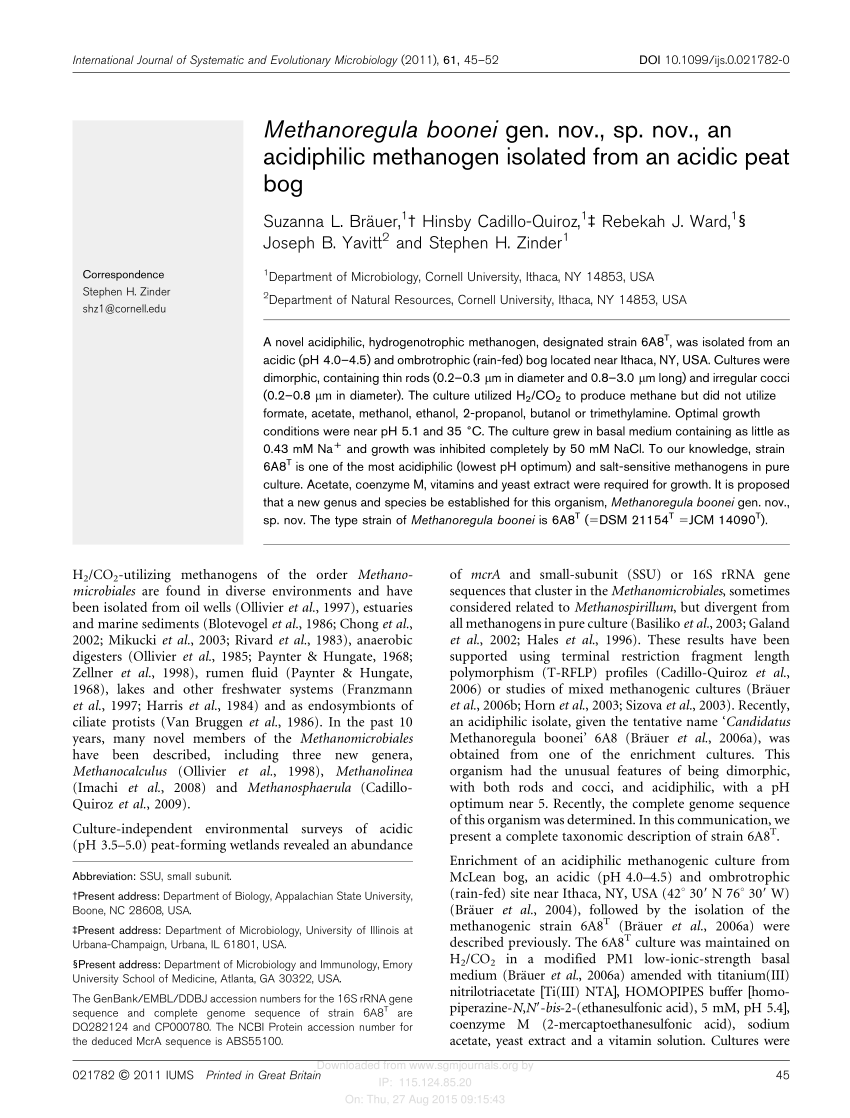 International Journal of Systematic and Evolutionary Microbiology (2011), 61, 45–52
DOI 10.1099/ijs.0.021782-0
Methanoregula boonei gen. nov., sp. nov., an
acidiphilic methanogen isolated from an acidic peat
bog
Suzanna L. Bräuer,1† Hinsby Cadillo-Quiroz,1‡ Rebekah J. Ward,1§
Joseph B. Yavitt2 and Stephen H. Zinder1
Correspondence
Stephen H. Zinder
shz1@cornell.edu
1Department of Microbiology, Cornell University, Ithaca, NY 14853, USA
2Department of Natural Resources, Cornell University, Ithaca, NY 14853, USA
A novel acidiphilic, hydrogenotrophic methanogen, designated strain 6A8T, was isolated from an
acidic (pH 4.0–4.5) and ombrotrophic (rain-fed) bog located near Ithaca, NY, USA. Cultures were
dimorphic, containing thin rods (0.2–0.3 μm in diameter and 0.8–3.0 μm long) and irregular cocci
(0.2–0.8 μm in diameter). The culture utilized H2/CO2 to produce methane but did not utilize
formate, acetate, methanol, ethanol, 2-propanol, butanol or trimethylamine. Optimal growth
conditions were near pH 5.1 and 35 °C. The culture grew in basal medium containing as little as
0.43 mM Na+ and growth was inhibited completely by 50 mM NaCl. To our knowledge, strain
6A8T is one of the most acidiphilic (lowest pH optimum) and salt-sensitive methanogens in pure
culture. Acetate, coenzyme M, vitamins and yeast extract were required for growth. It is proposed
that a new genus and species be established for this organism, Methanoregula boonei gen. nov.,
sp. nov. The type strain of Methanoregula boonei is 6A8T (=DSM 21154T =JCM 14090T).
H2/CO2-utilizing methanogens of the order Methano-
microbiales are found in diverse environments and have
been isolated from oil wells (Ollivier et al., 1997), estuaries
and marine sediments (Blotevogel et al., 1986; Chong et al.,
2002; Mikucki et al., 2003; Rivard et al., 1983), anaerobic
digesters (Ollivier et al., 1985; Paynter & Hungate, 1968;
Zellner et al., 1998), rumen fluid (Paynter & Hungate,
1968), lakes and other freshwater systems (Franzmann
et al., 1997; Harris et al., 1984) and as endosymbionts of
ciliate protists (Van Bruggen et al., 1986). In the past 10
years, many novel members of the Methanomicrobiales
have been described, including three new genera,
Methanocalculus (Ollivier et al., 1998), Methanolinea
(Imachi et al., 2008) and Methanosphaerula (Cadillo-
Quiroz et al., 2009).
Culture-independent environmental surveys of acidic
(pH 3.5–5.0) peat-forming wetlands revealed an abundance
Abbreviation: SSU, small subunit.
†Present address: Department of Biology, Appalachian State University,
Boone, NC 28608, USA.
‡Present address: Department of Microbiology, University of Illinois at
Urbana-Champaign, Urbana, IL 61801, USA.
§Present address: Department of Microbiology and Immunology, Emory
University School of Medicine, Atlanta, GA 30322, USA.
The GenBank/EMBL/DDBJ accession numbers for the 16S rRNA gene
sequence and complete genome sequence of strain 6A8T are
DQ282124 and CP000780. The NCBI Protein accession number for
the deduced McrA sequence is ABS55100.
of mcrA and small-subunit (SSU) or 16S rRNA gene
sequences that cluster in the Methanomicrobiales, sometimes
considered related to Methanospirillum, but divergent from
all methanogens in pure culture (Basiliko et al., 2003; Galand
et al., 2002; Hales et al., 1996). These results have been
supported using terminal restriction fragment length
polymorphism (T-RFLP) profiles (Cadillo-Quiroz et al.,
2006) or studies of mixed methanogenic cultures (Bräuer
et al., 2006b; Horn et al., 2003; Sizova et al., 2003). Recently,
an acidiphilic isolate, given the tentative name ‘Candidatus
Methanoregula boonei’ 6A8 (Bräuer et al., 2006a), was
obtained from one of the enrichment cultures. This
organism had the unusual features of being dimorphic,
with both rods and cocci, and acidiphilic, with a pH
optimum near 5. Recently, the complete genome sequence
of this organism was determined. In this communication, we
present a complete taxonomic description of strain 6A8T.
Enrichment of an acidiphilic methanogenic culture from
McLean bog, an acidic (pH 4.0–4.5) and ombrotrophic
(rain-fed) site near Ithaca, NY, USA (42° 30′ N 76° 30′ W)
(Bräuer et al., 2004), followed by the isolation of the
methanogenic strain 6A8T (Bräuer et al., 2006a) were
described previously. The 6A8T culture was maintained on
H2/CO2 in a modified PM1 low-ionic-strength basal
medium (Bräuer et al., 2006a) amended with titanium(III)
nitrilotriacetate [Ti(III) NTA], HOMOPIPES buffer [homo-
piperazine-N,N′-bis-2-(ethanesulfonic acid), 5 mM, pH 5.4],
coenzyme M (2-mercaptoethanesulfonic acid), sodium
acetate, yeast extract and a vitamin solution. Cultures were
021782 © 2011 IUMS Printed in Great Britain
45
Downloaded from www.sgmjournals.org by
IP: 115.124.85.20
On: Thu, 27 Aug 2015 09:15:43